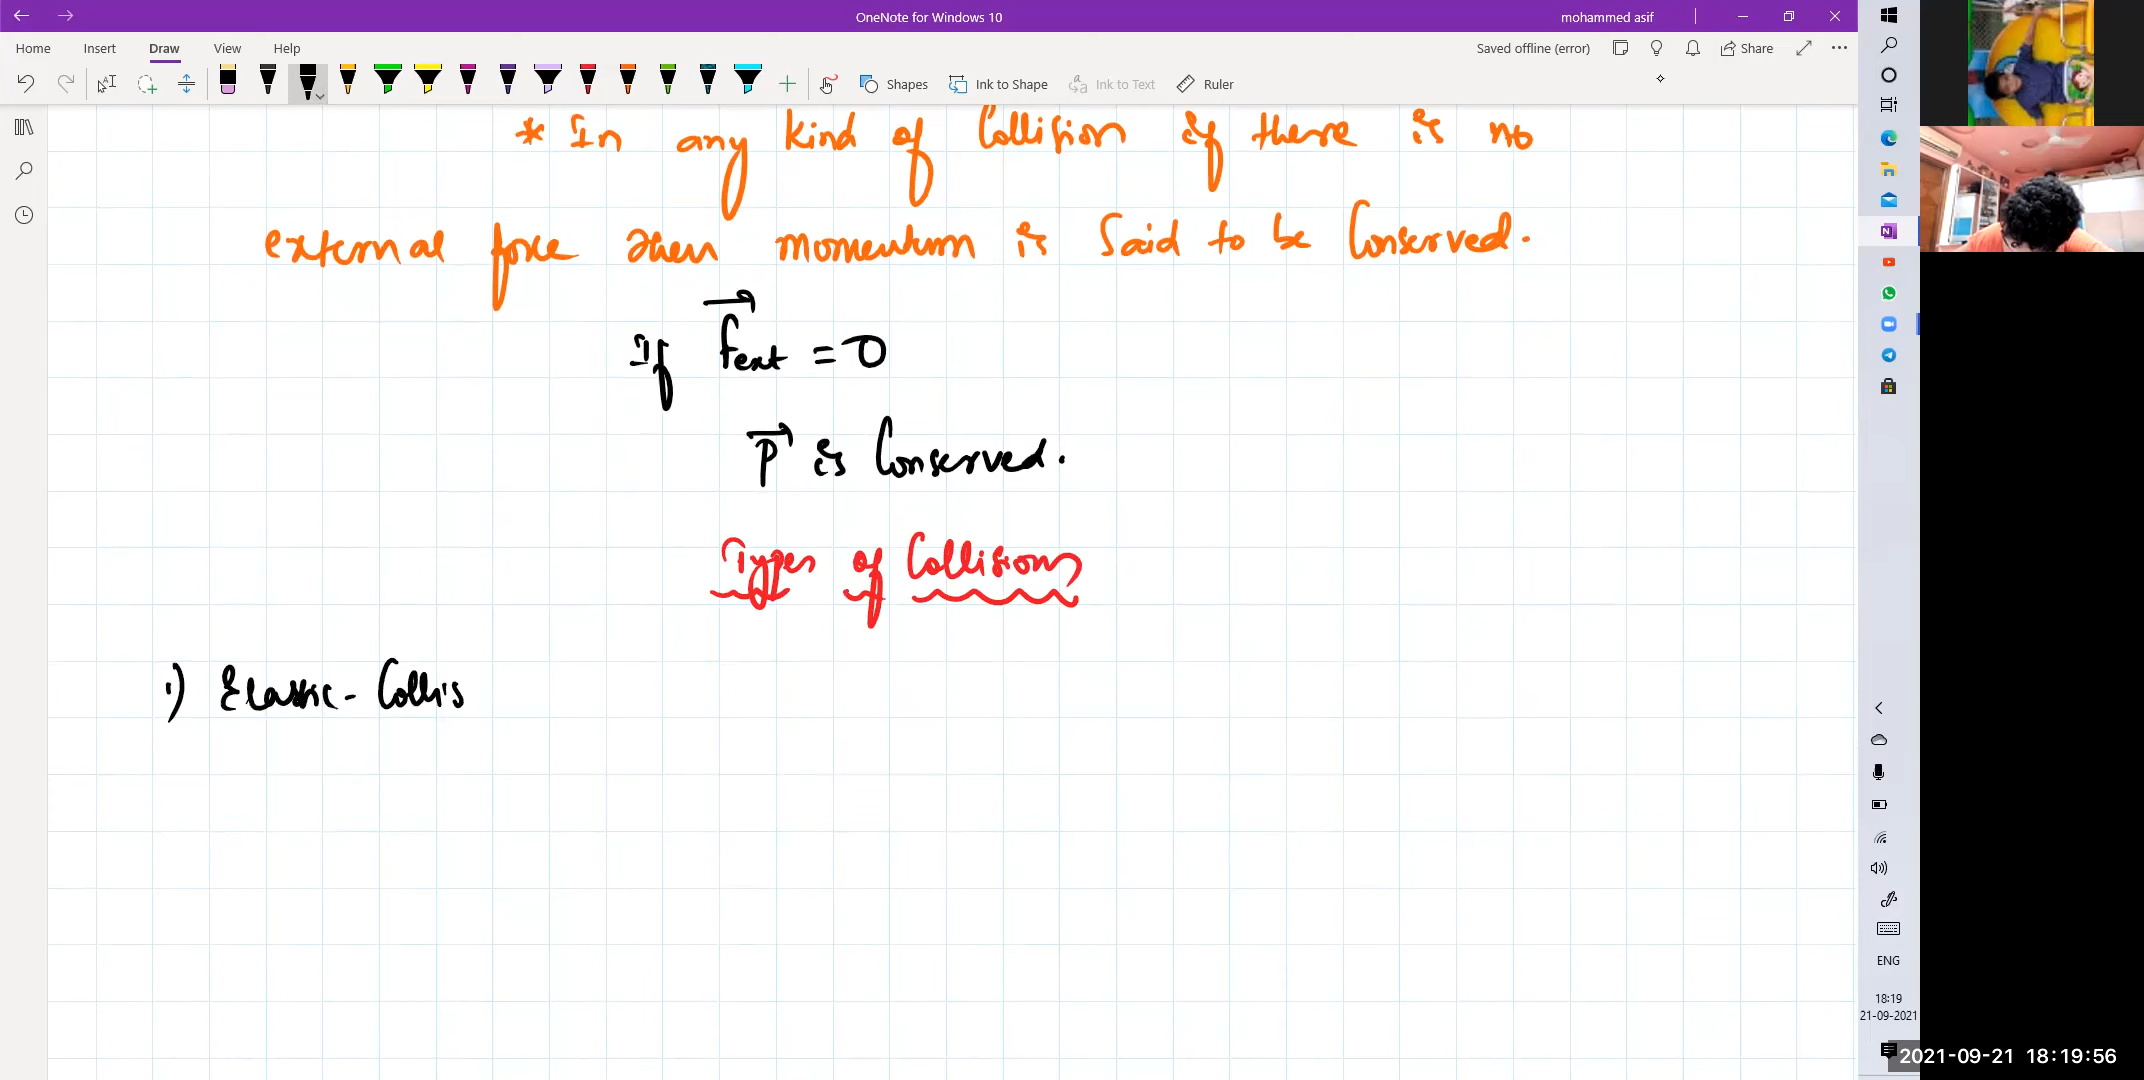 OneNote for Windows 10
mohammed asif
Home Insert Draw View Help
Saved offline (error) Share
Shapes Ink to Shape Ink to Text Ruler
* In any kind of Collision if there is no
external force then momentum is Said to be Conserved.
If Fext = 0
P is Conserved.
Types of Collisions
1) Elastic - Collis
ENG
18:19
21-09-2021
2021-09-21 18:19:56